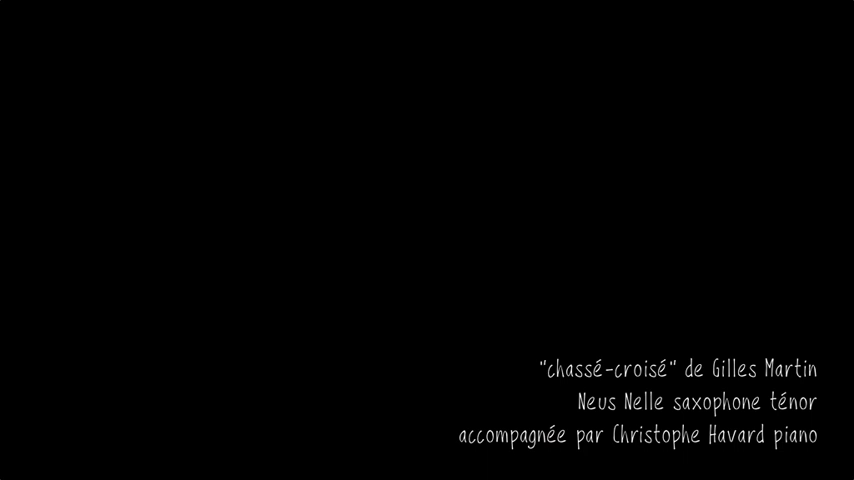 "chassé-croisé" de Gilles Martin
Neus Nelle saxophone ténor
accompagnée par Christophe Havard piano